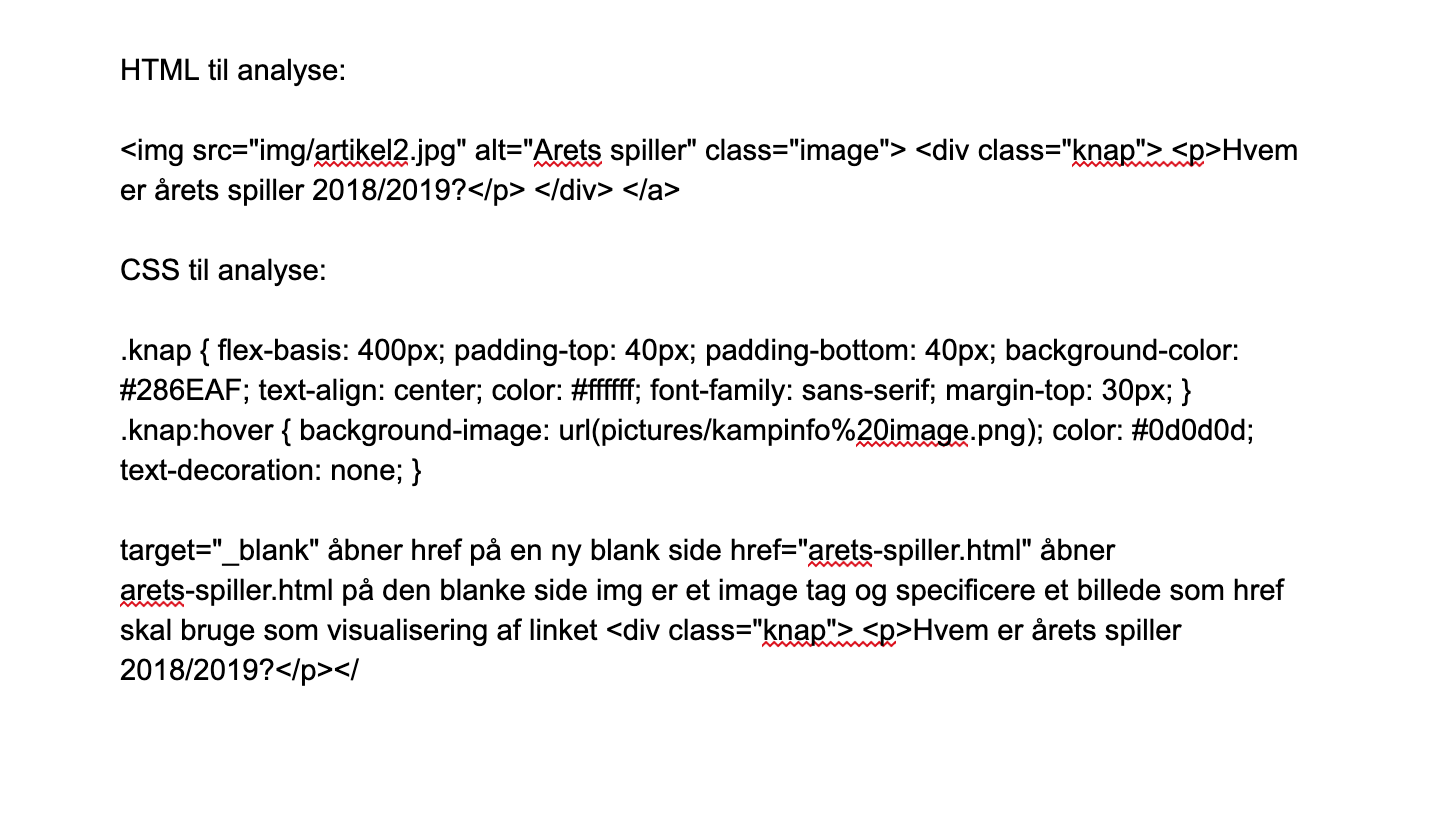 HTML til analyse:
<img src="img/artikel2.jpg" alt="Arets spiller" class="image"> <div class="knap"> <p>Hvem
er årets spiller 2018/2019?</p> </div> </a>
CSS til analyse:
.knap { flex-basis: 400px; padding-top: 40px; padding-bottom: 40px; background-color:
#286EAF; text-align: center; color: #ffffff; font-family: sans-serif; margin-top: 30px; }
.knap:hover { background-image: url(pictures/kampinfo%20image.png); color: #0d0d0d;
text-decoration: none; }
target="_blank" åbner href på en ny blank side href="arets-spiller.html" åbner
arets-spiller.html på den blanke side img er et image tag og specificere et billede som href
skal bruge som visualisering af linket <div class="knap"> <p>Hvem er årets spiller
2018/2019?</p></